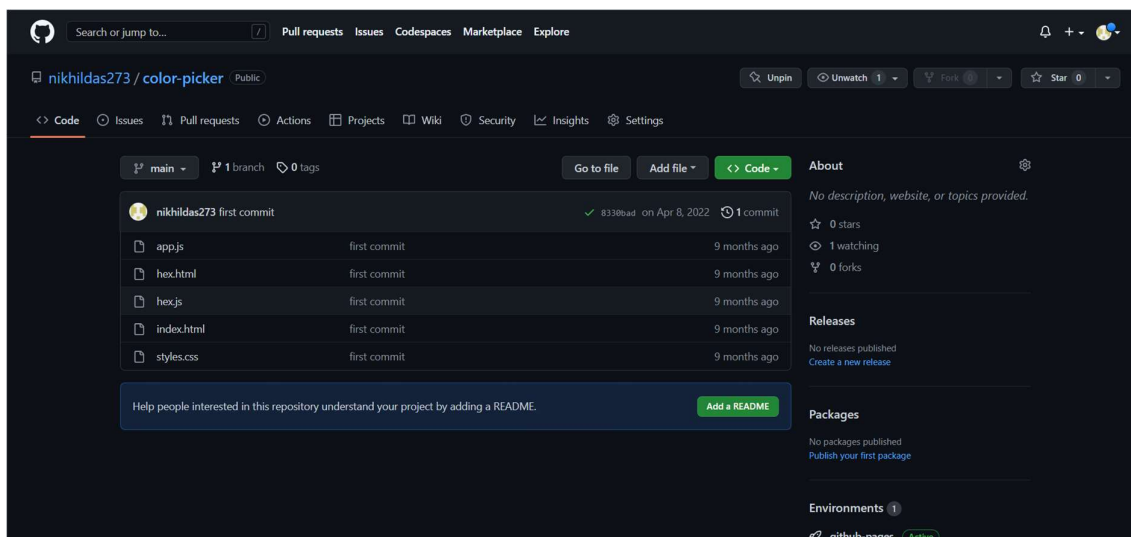 Search or jump to... / Pull requests Issues Codespaces Marketplace Explore
nikhildas273 / color-picker Public Unpin Unwatch 1 Fork 0 Star 0
<> Code Issues Pull requests Actions Projects Wiki Security Insights Settings
main 1 branch 0 tags Go to file Add file <> Code
About
No description, website, or topics provided.
nikhildas273 first commit 8330bad on Apr 8, 2022 1 commit
0 stars
app.js first commit 9 months ago
1 watching
hex.html first commit 9 months ago
0 forks
hex.js first commit 9 months ago
Releases
index.html first commit 9 months ago
No releases published
styles.css first commit 9 months ago
Create a new release
Help people interested in this repository understand your project by adding a README. Add a README
Packages
No packages published
Publish your first package
Environments 1
github-pages Active